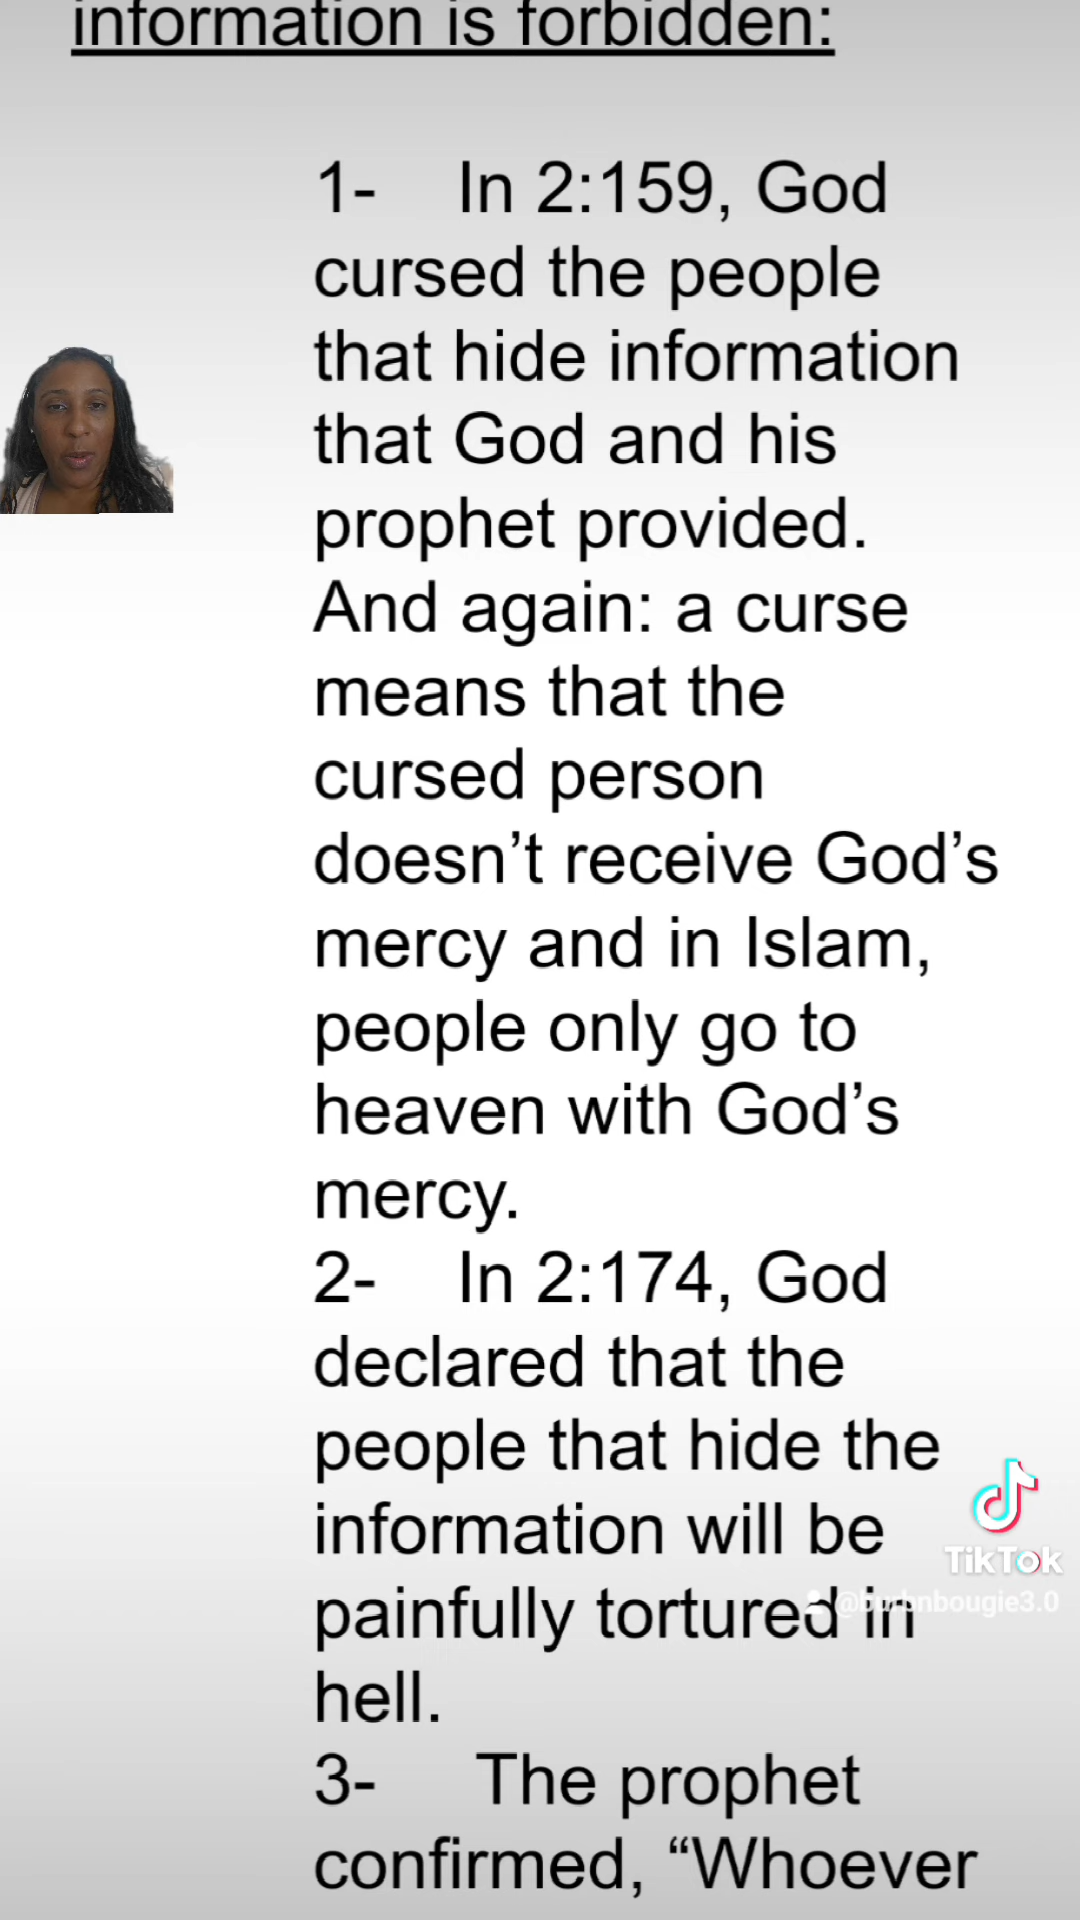 information is forbidden:
1- In 2:159, God
cursed the people
that hide information
that God and his
prophet provided.
And again: a curse
means that the
cursed person
doesn’t receive God’s
mercy and in Islam,
people only go to
heaven with God’s
mercy.
2- In 2:174, God
declared that the
people that hide the
information will be
painfully tortured in
hell.
3- The prophet
confirmed, “Whoever
TikTok
@burbnbougie3.0